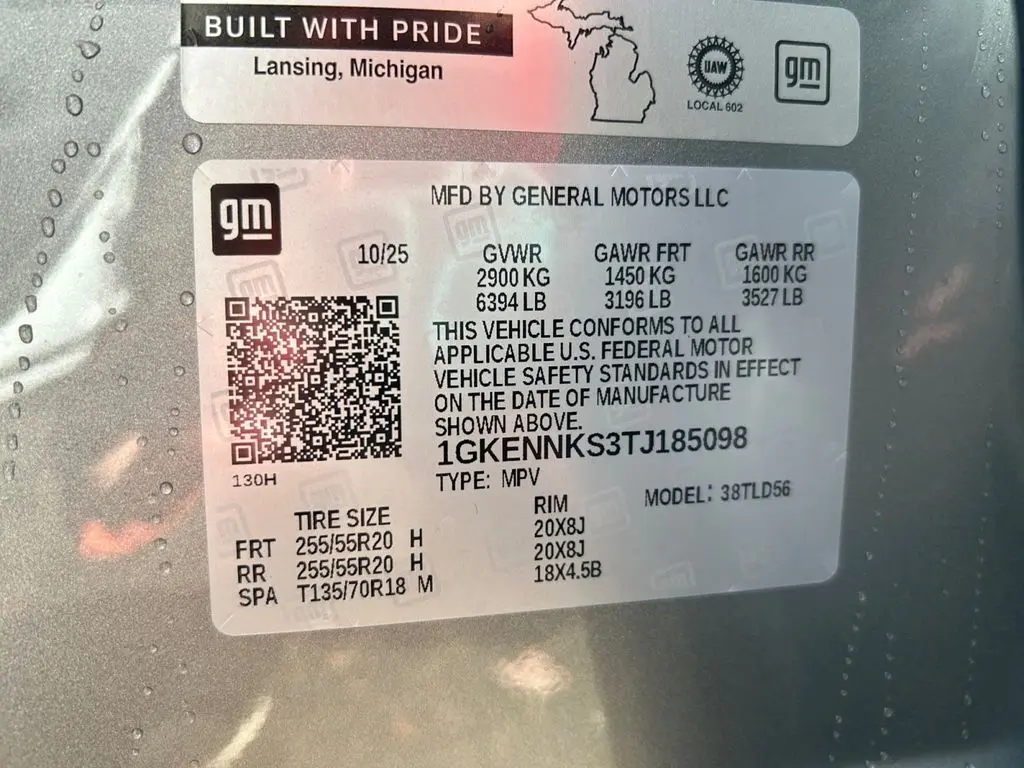 BUILT WITH PRIDE
Lansing, Michigan
UAW
LOCAL 602
gm
gm
MFD BY GENERAL MOTORS LLC
10/25
GVWR GAWR FRT GAWR RR
2900 KG 1450 KG 1600 KG
6394 LB 3196 LB 3527 LB
THIS VEHICLE CONFORMS TO ALL
APPLICABLE U.S. FEDERAL MOTOR
VEHICLE SAFETY STANDARDS IN EFFECT
ON THE DATE OF MANUFACTURE
SHOWN ABOVE.
1GKENNKS3TJ185098
130H
TYPE: MPV
MODEL: 38TLD56
TIRE SIZE RIM
FRT 255/55R20 H 20X8J
RR 255/55R20 H 20X8J
SPA T135/70R18 M 18X4.5B